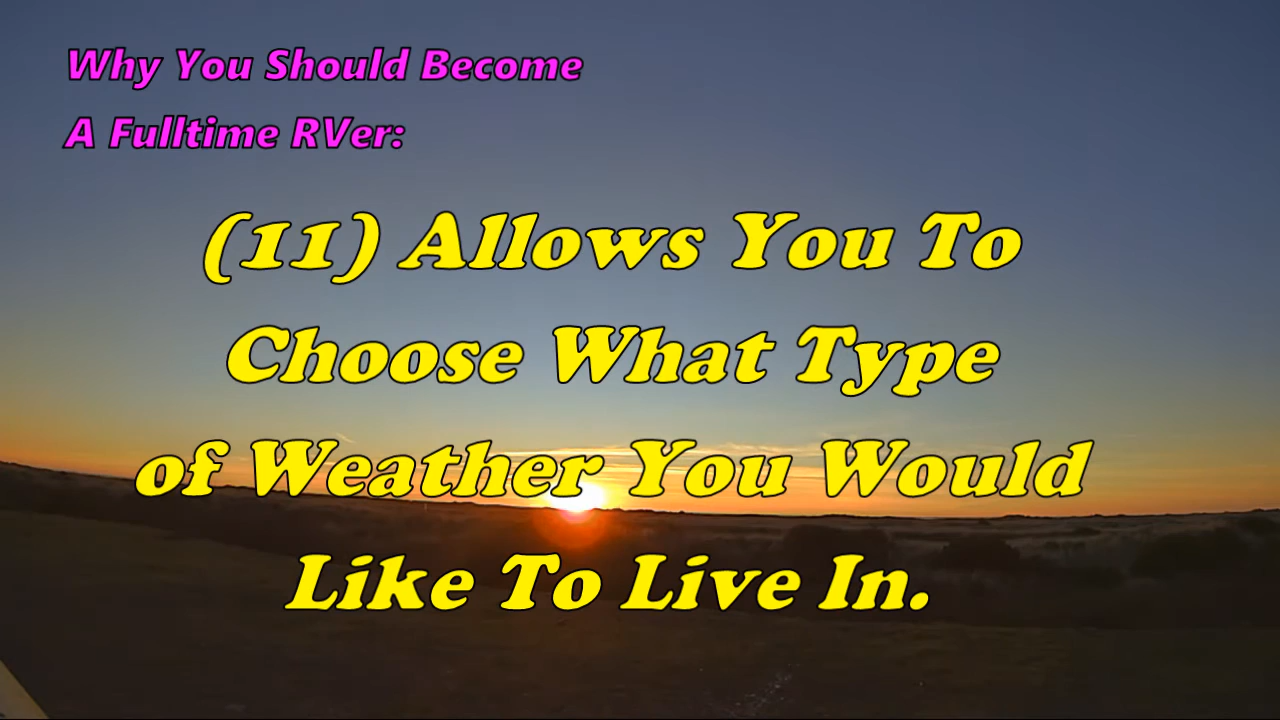 Why You Should Become
A Fulltime RVer:
(11) Allows You To
Choose What Type
of Weather You Would
Like To Live In.